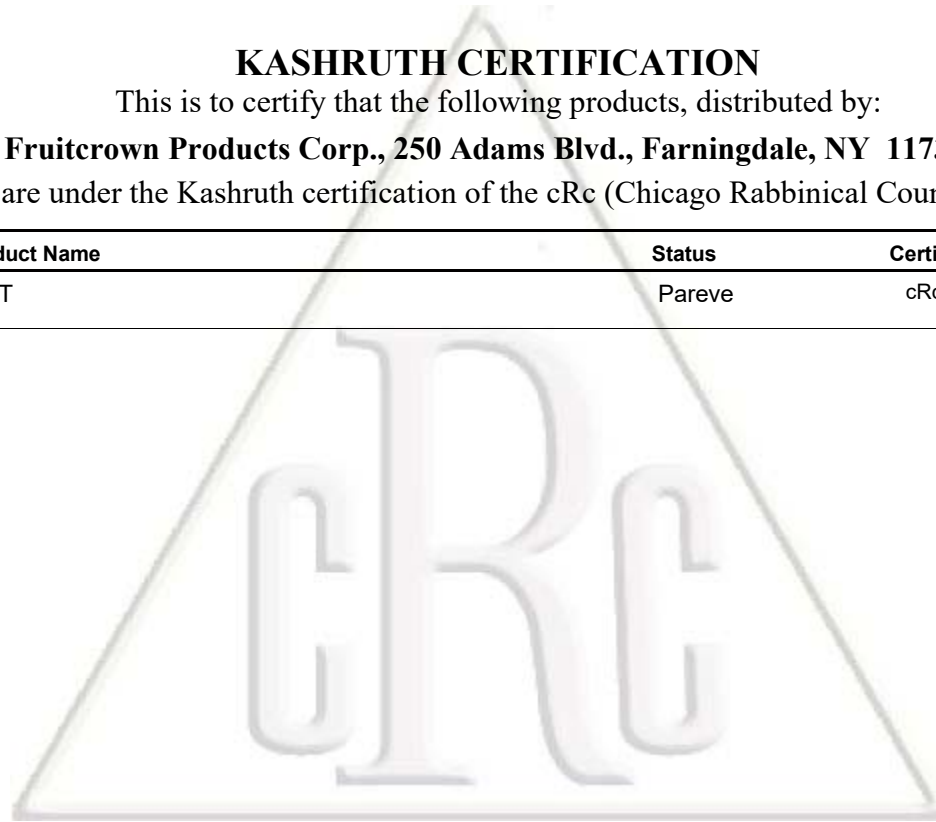 KASHRUTH CERTIFICATION
This is to certify that the following products, distributed by:
Fruitcrown Products Corp., 250 Adams Blvd., Farningdale, NY
are under the Kashruth certification of the cRc (Chicago Rabbinical
Name Status
Pareve
cRc